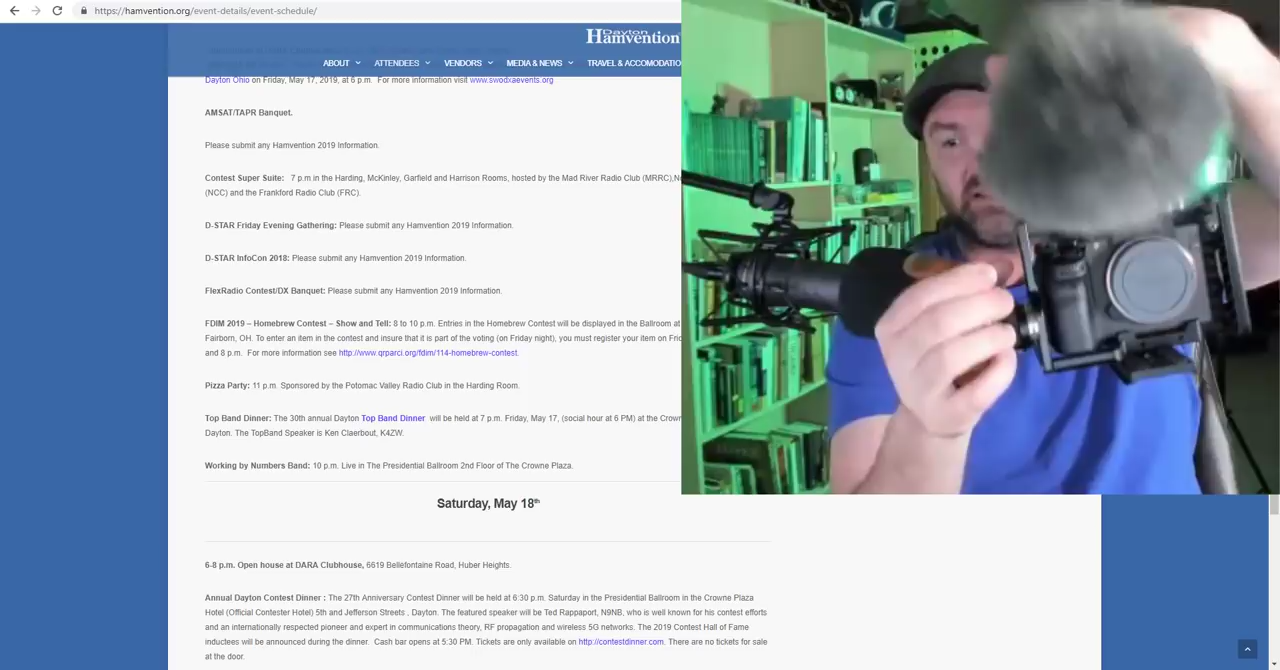 https://hamvention.org/event-details/event-schedule/
Dayton
Hamvention
ABOUT ATTENDEES VENDORS MEDIA & NEWS TRAVEL & ACCOMODATIO
Dayton Ohio on Friday, May 17, 2019, at 6 p.m. For more information visit www.swodxaevents.org
AMSAT/TAPR Banquet.
Please submit any Hamvention 2019 Information.
Contest Super Suite: 7 p.m in the Harding, McKinley, Garfield and Harrison Rooms, hosted by the Mad River Radio Club (MRRC),
(NCC) and the Frankford Radio Club (FRC).
D-STAR Friday Evening Gathering: Please submit any Hamvention 2019 Information.
D-STAR InfoCon 2018: Please submit any Hamvention 2019 Information.
FlexRadio Contest/DX Banquet: Please submit any Hamvention 2019 Information.
FDIM 2019 – Homebrew Contest – Show and Tell: 8 to 10 p.m. Entries in the Homebrew Contest will be displayed in the Ballroom at
Fairborn, OH. To enter an item in the contest and insure that it is part of the voting (on Friday night), you must register your item on Frid
and 8 p.m. For more information see http://www.qrparci.org/fdim/114-homebrew-contest.
Pizza Party: 11 p.m. Sponsored by the Potomac Valley Radio Club in the Harding Room.
Top Band Dinner: The 30th annual Dayton Top Band Dinner will be held at 7 p.m. Friday, May 17, (social hour at 6 PM) at the Crown
Dayton. The TopBand Speaker is Ken Claerbout, K4ZW.
Working by Numbers Band: 10 p.m. Live in The Presidential Ballroom 2nd Floor of The Crowne Plaza.
Saturday, May 18th
6-8 p.m. Open house at DARA Clubhouse, 6619 Bellefontaine Road, Huber Heights.
Annual Dayton Contest Dinner : The 27th Anniversary Contest Dinner will be held at 6:30 p.m. Saturday in the Presidential Ballroom in the Crowne Plaza
Hotel (Official Contester Hotel) 5th and Jefferson Streets , Dayton. The featured speaker will be Ted Rappaport, N9NB, who is well known for his contest efforts
and an internationally respected pioneer and expert in communications theory, RF propagation and wireless 5G networks. The 2019 Contest Hall of Fame
inductees will be announced during the dinner. Cash bar opens at 5:30 PM. Tickets are only available on http://contestdinner.com. There are no tickets for sale
at the door.